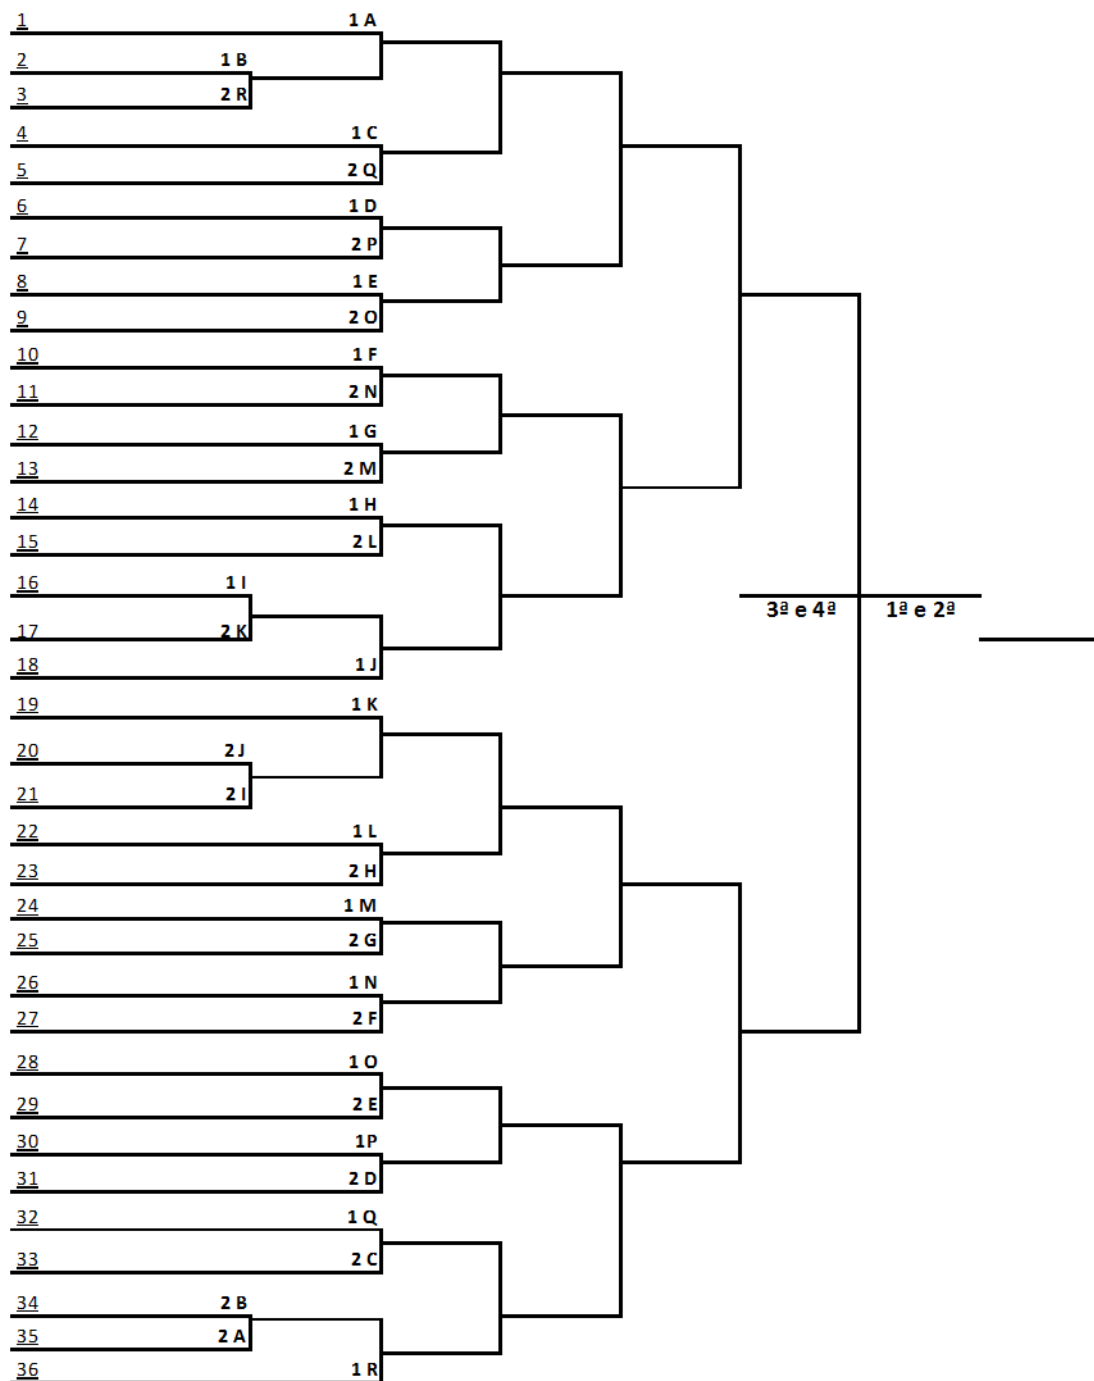 1 1 A
2 1 B
3 2 R
4 1 C
5 2 Q
6 1 D
7 2 P
8 1 E
9 2 O
10 1 F
11 2 N
12 1 G
13 2 M
14 1 H
15 2 L
16 1 I
3ª e 4ª 1ª e 2ª
17 2 K
18 1 J
19 1 K
20 2 J
21 2 I
22 1 L
23 2 H
24 1 M
25 2 G
26 1 N
27 2 F
28 1 O
29 2 E
30 1P
31 2 D
32 1 Q
33 2 C
34 2 B
35 2 A
36 1 R